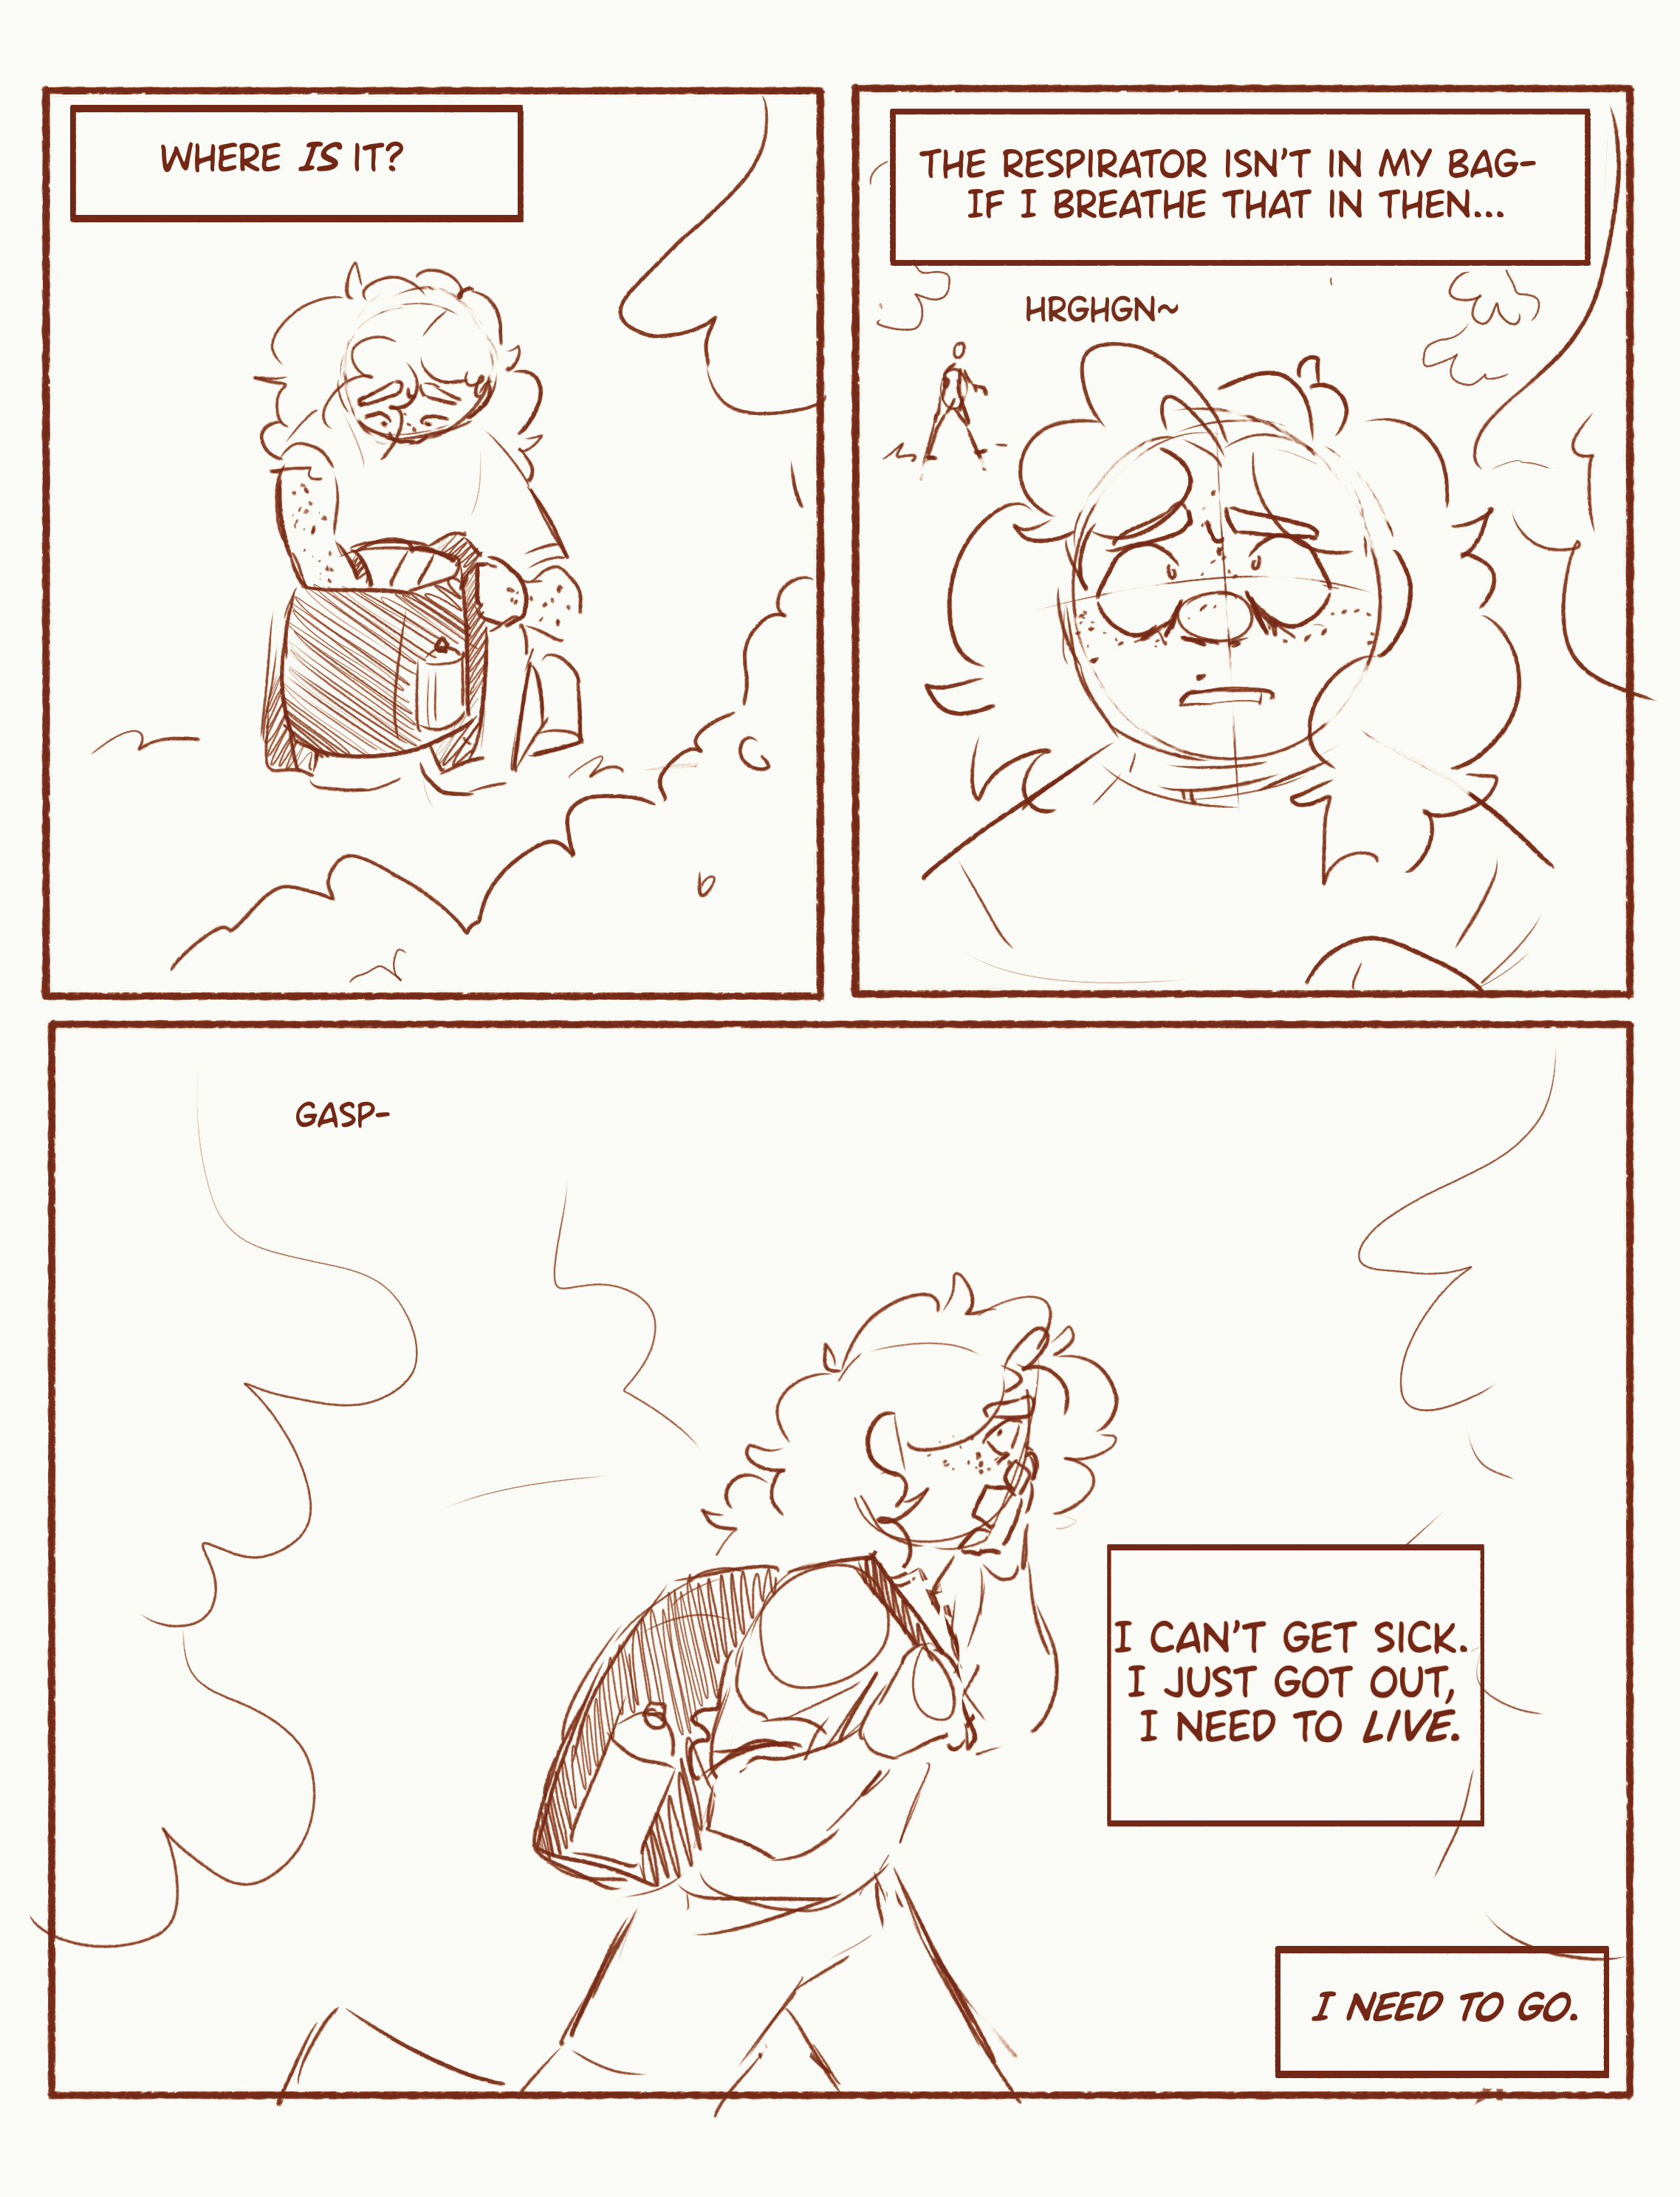 WHERE IS IT?
THE RESPIRATOR ISN'T IN MY BAG-
IF I BREATHE THAT IN THEN...
HRGHGN~
GASP-
I CAN'T GET SICK.
I JUST GOT OUT,
I NEED TO LIVE.
I NEED TO GO.